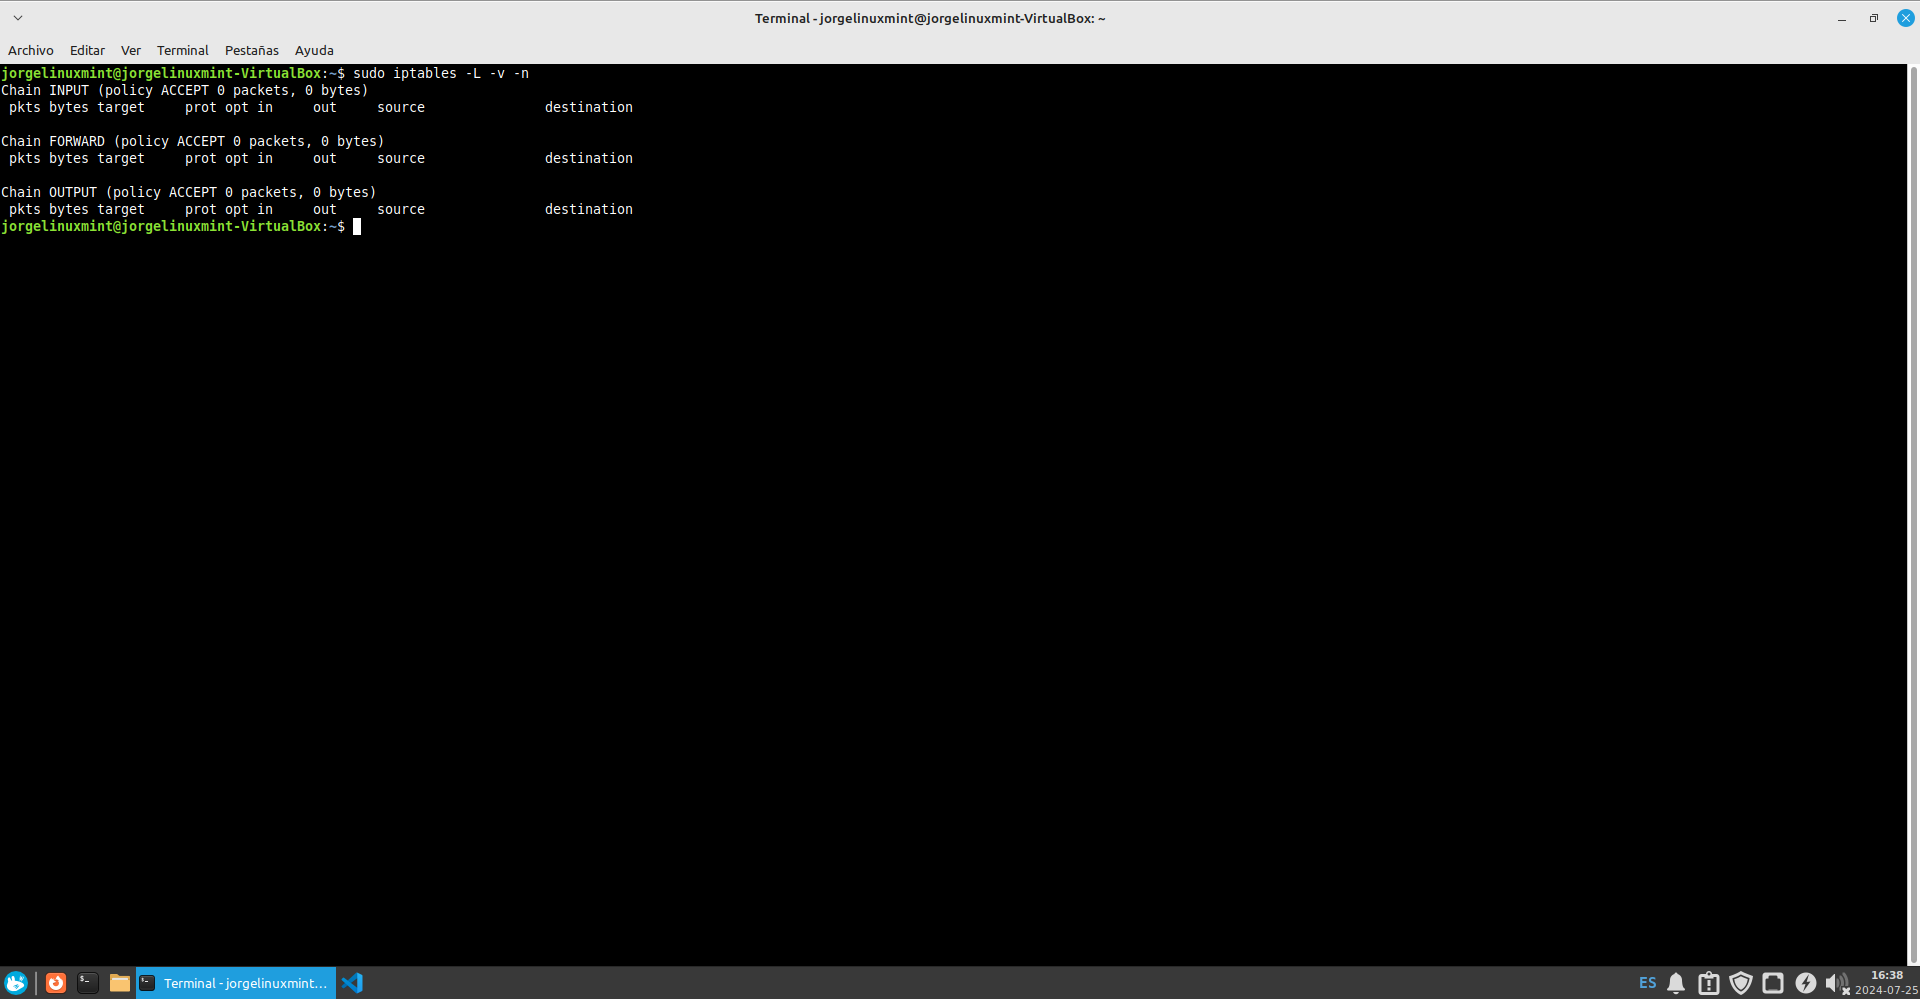 Terminal - jorgelinuxmint@jorgelinuxmint-VirtualBox: ~
Archivo Editar Ver Terminal Pestañas Ayuda
jorgelinuxmint@jorgelinuxmint-VirtualBox:~$ sudo iptables -L -v -n
Chain INPUT (policy ACCEPT 0 packets, 0 bytes)
 pkts bytes target     prot opt in     out     source               destination

Chain FORWARD (policy ACCEPT 0 packets, 0 bytes)
 pkts bytes target     prot opt in     out     source               destination

Chain OUTPUT (policy ACCEPT 0 packets, 0 bytes)
 pkts bytes target     prot opt in     out     source               destination
jorgelinuxmint@jorgelinuxmint-VirtualBox:~$
Terminal - jorgelinuxmint...
ES
16:38
2024-07-25